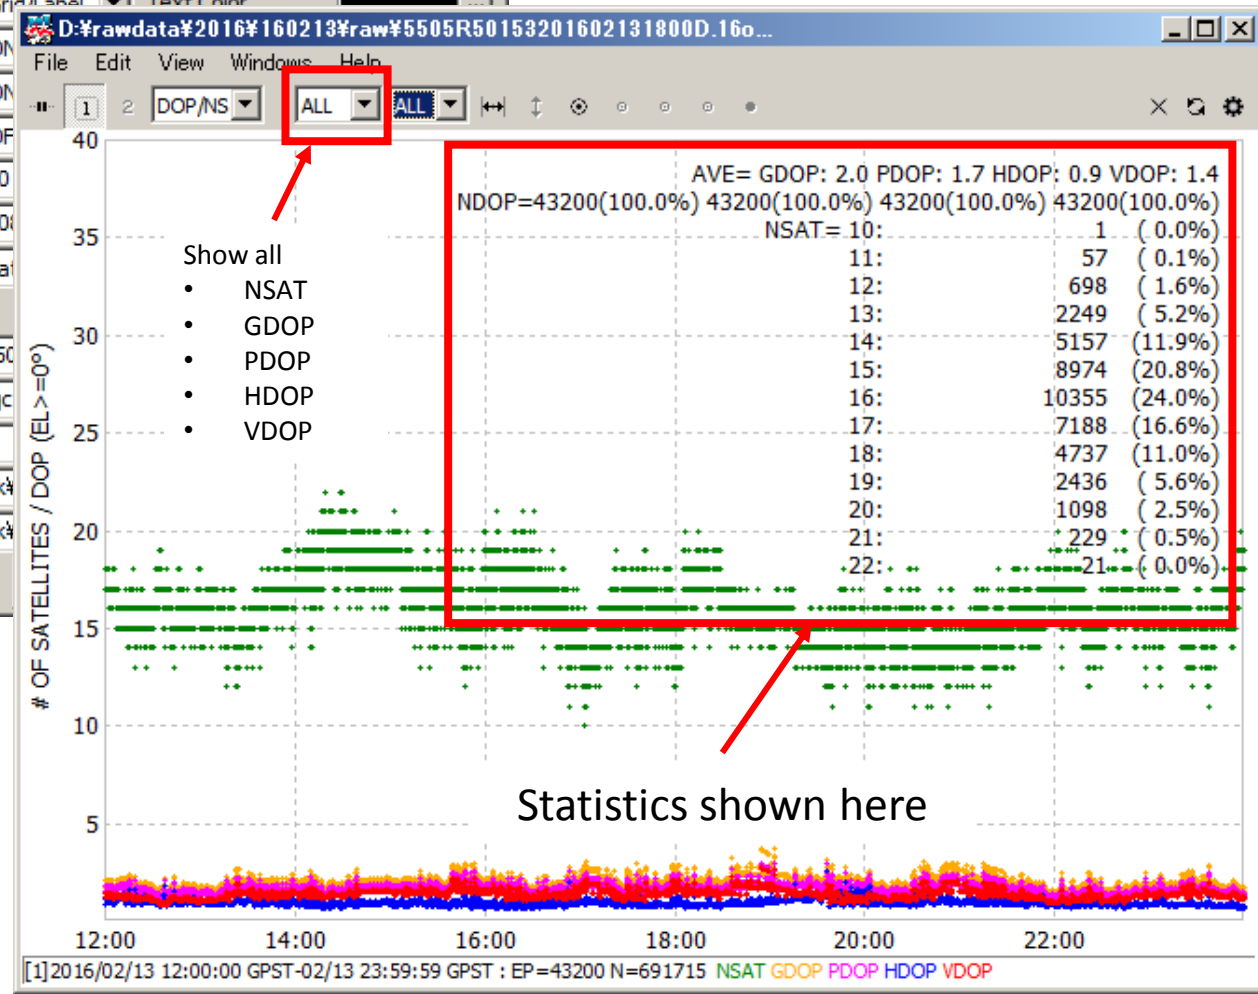 Text Color
D:¥rawdata¥2016¥160213¥raw¥5505R50153201602131800D.16o...
File Edit View Windows Help
1 2 DOP/NS ALL ALL
40
35
30
25
20
15
10
5
# OF SATELLITES / DOP (EL>=0°)
AVE= GDOP: 2.0 PDOP: 1.7 HDOP: 0.9 VDOP: 1.4
NDOP=43200(100.0%) 43200(100.0%) 43200(100.0%) 43200(100.0%)
NSAT= 10: 1 ( 0.0%)
11: 57 ( 0.1%)
12: 698 ( 1.6%)
13: 2249 ( 5.2%)
14: 5157 (11.9%)
15: 8974 (20.8%)
16: 10355 (24.0%)
17: 7188 (16.6%)
18: 4737 (11.0%)
19: 2436 ( 5.6%)
20: 1098 ( 2.5%)
21: 229 ( 0.5%)
22: 21 ( 0.0%)
Show all
• NSAT
• GDOP
• PDOP
• HDOP
• VDOP
Statistics shown here
12:00 14:00 16:00 18:00 20:00 22:00
[1]2016/02/13 12:00:00 GPST-02/13 23:59:59 GPST : EP=43200 N=691715 NSAT GDOP PDOP HDOP VDOP